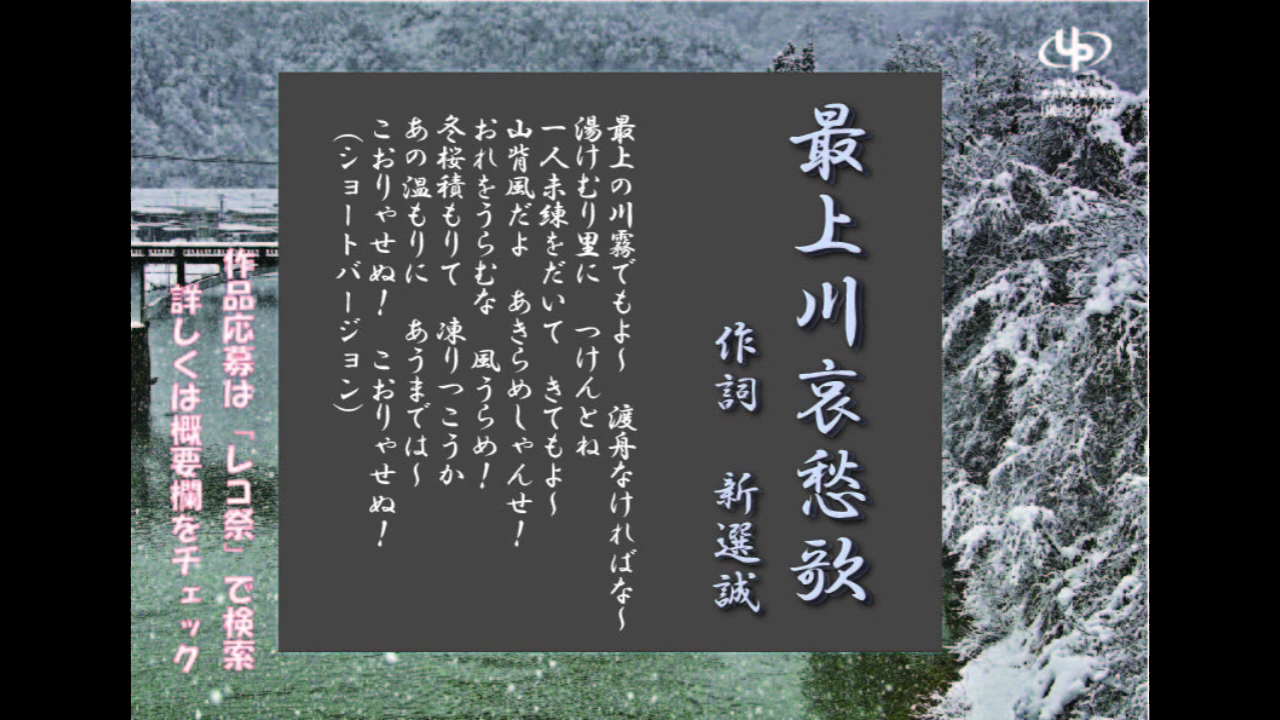 最上川哀愁歌
作詞　新選誠
最上の川霧でもよ～　渡舟なければな～
湯けむり里に　つけんとね
一人未練をだいて　きてもよ～
山背風だよ　あきらめしゃんせ！
おれをうらむな　風うらめ！
冬桜積もりて　凍りつこうか
あの温もりに　あうまでは～
こおりゃせぬ！　こおりゃせぬ！
（ショートバージョン）
作品応募は「レコ祭」で検索
詳しくは概要欄をチェック
UP